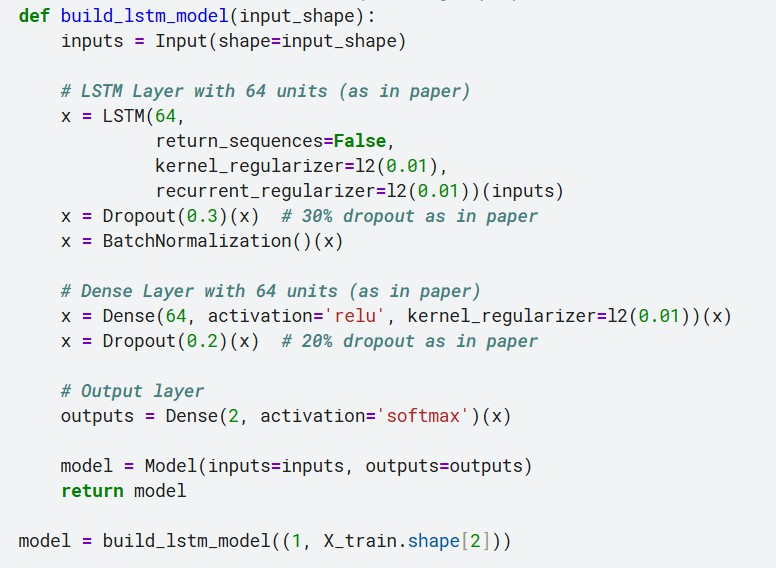 def build_lstm_model(input_shape):
    inputs = Input(shape=input_shape)

    # LSTM Layer with 64 units (as in paper)
    x = LSTM(64,
             return_sequences=False,
             kernel_regularizer=l2(0.01),
             recurrent_regularizer=l2(0.01))(inputs)
    x = Dropout(0.3)(x)  # 30% dropout as in paper
    x = BatchNormalization()(x)

    # Dense Layer with 64 units (as in paper)
    x = Dense(64, activation='relu', kernel_regularizer=l2(0.01))(x)
    x = Dropout(0.2)(x)  # 20% dropout as in paper

    # Output layer
    outputs = Dense(2, activation='softmax')(x)

    model = Model(inputs=inputs, outputs=outputs)
    return model

model = build_lstm_model((1, X_train.shape[2]))